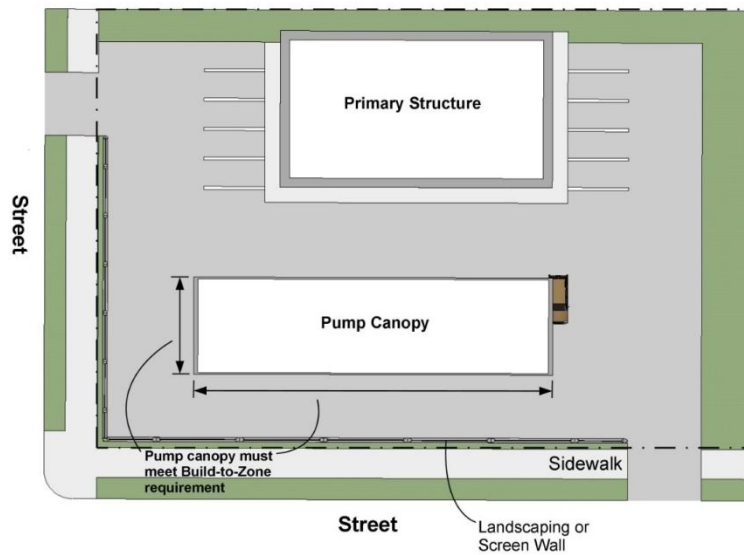 Primary Structure
Street
Pump Canopy
Pump canopy must
meet Build-to-Zone
requirement
Sidewalk
Street
Landscaping or
Screen Wall